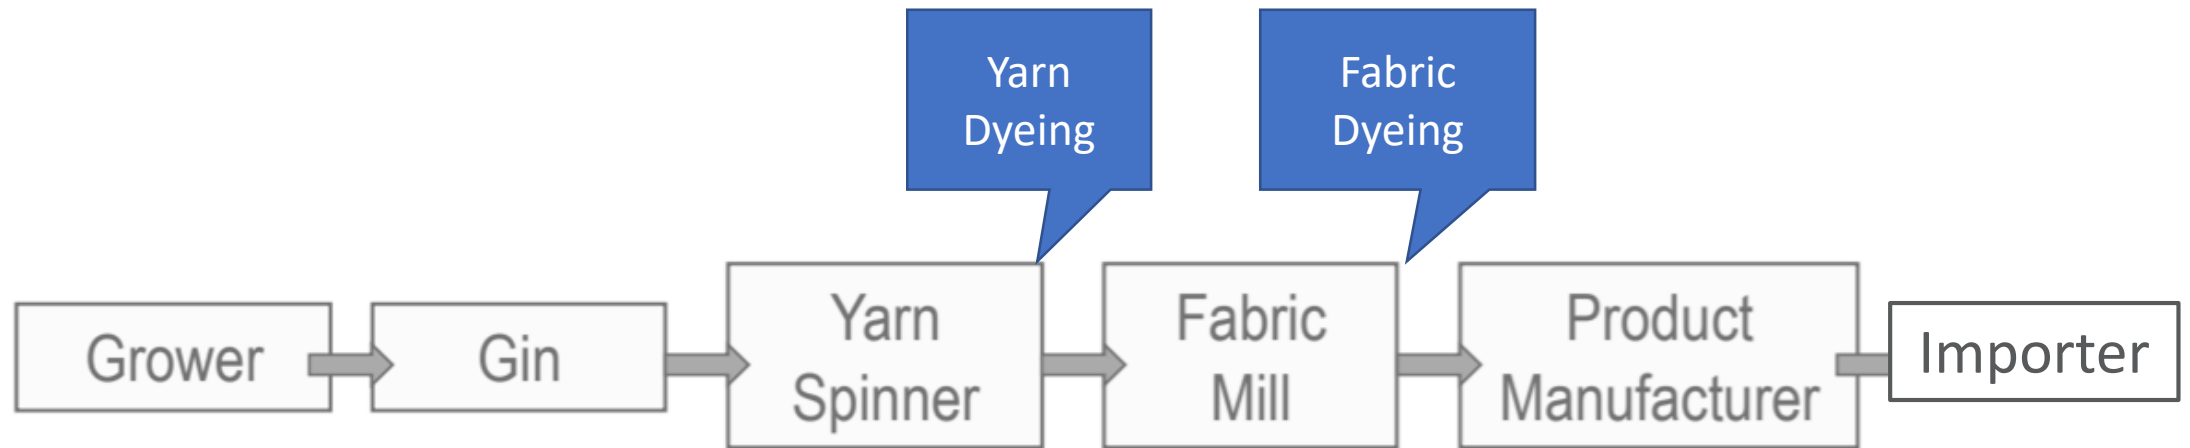 Yarn
Dyeing
Fabric
Dyeing
Grower
Gin
Yarn
Spinner
Fabric
Mill
Product
Manufacturer
Importer